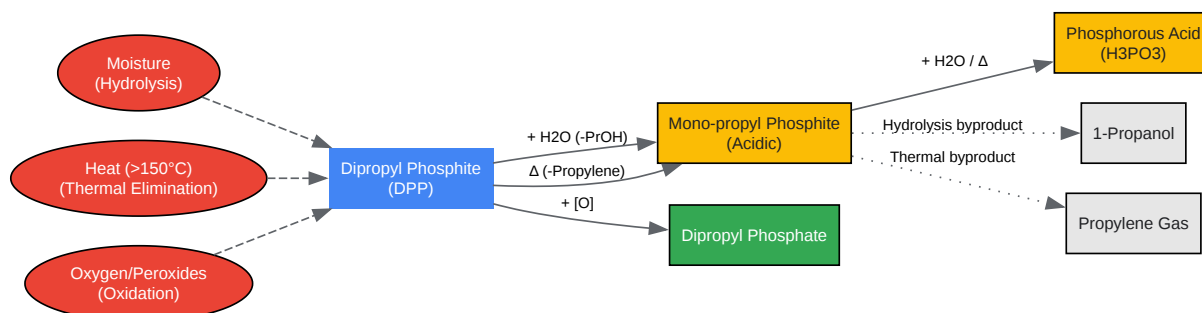 Moisture
(Hydrolysis)
Heat (>150°C)
(Thermal Elimination)
Oxygen/Peroxides
(Oxidation)
Dipropyl Phosphite
(DPP)
+ H2O (-PrOH)
Δ (-Propylene)
+ [O]
Mono-propyl Phosphite
(Acidic)
Dipropyl Phosphate
+ H2O / Δ
Hydrolysis byproduct
Thermal byproduct
Phosphorous Acid
(H3PO3)
1-Propanol
Propylene Gas